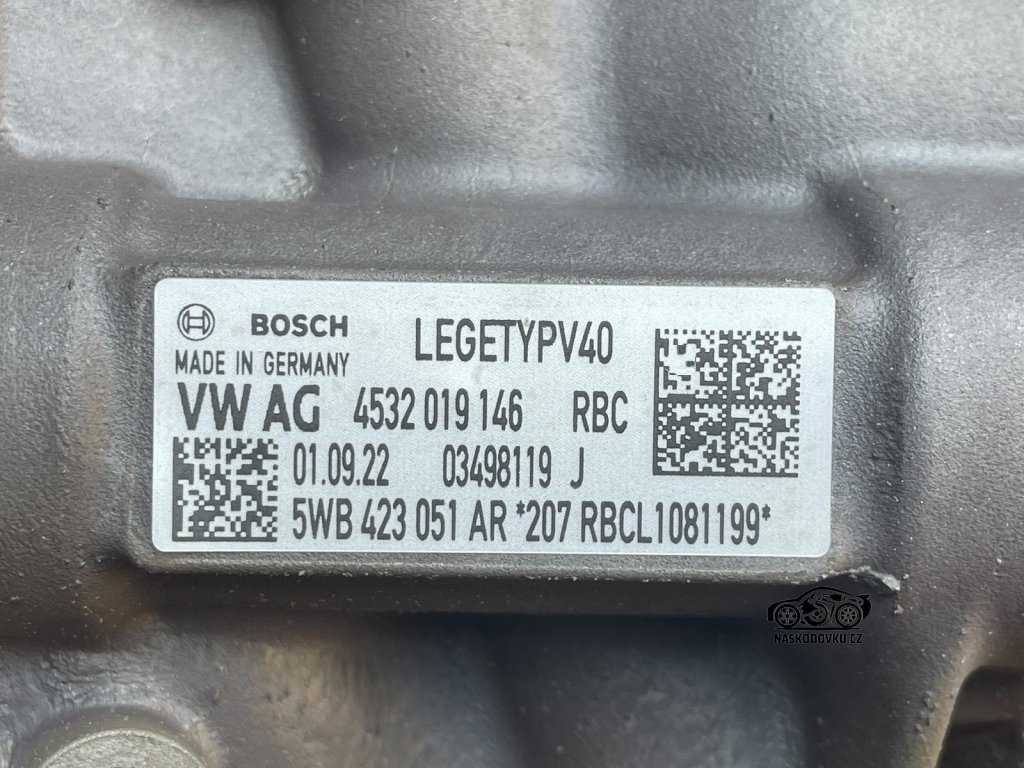 BOSCH LEGETYPV40
MADE IN GERMANY
VW AG 4532 019 146 RBC
01.09.22 03498119 J
5WB 423 051 AR *207 RBCL1081199*
NASKODOVKU.CZ